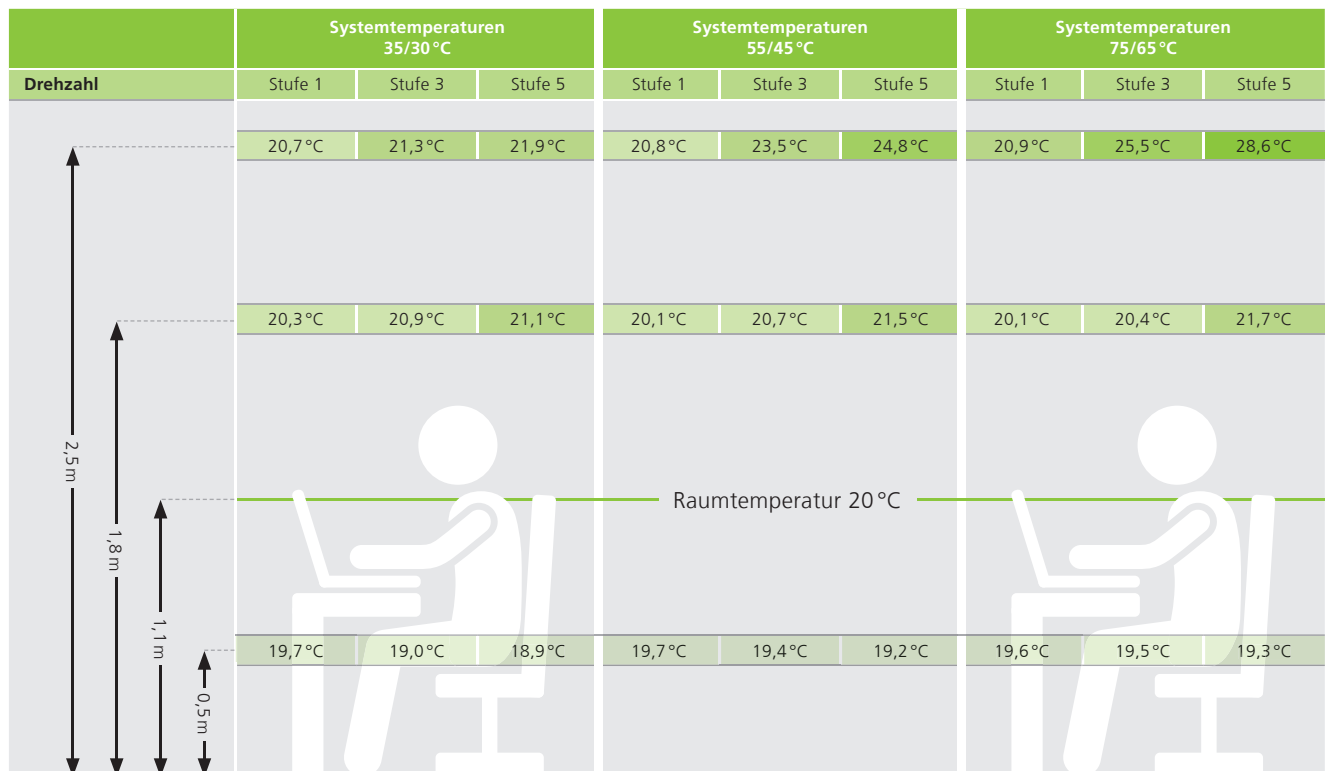 Systemtemperaturen
35/30 °C
Systemtemperaturen
55/45 °C
Systemtemperaturen
75/65 °C
Drehzahl Stufe 1 Stufe 3 Stufe 5 Stufe 1 Stufe 3 Stufe 5 Stufe 1 Stufe 3 Stufe 5
20,7 °C 21,3 °C 21,9 °C 20,8 °C 23,5 °C 24,8 °C 20,9 °C 25,5 °C 28,6 °C
20,3 °C 20,9 °C 21,1 °C 20,1 °C 20,7 °C 21,5 °C 20,1 °C 20,4 °C 21,7 °C
2,5 m
Raumtemperatur 20 °C
1,8 m
1,1 m
19,7 °C 19,0 °C 18,9 °C 19,7 °C 19,4 °C 19,2 °C 19,6 °C 19,5 °C 19,3 °C
0,5 m